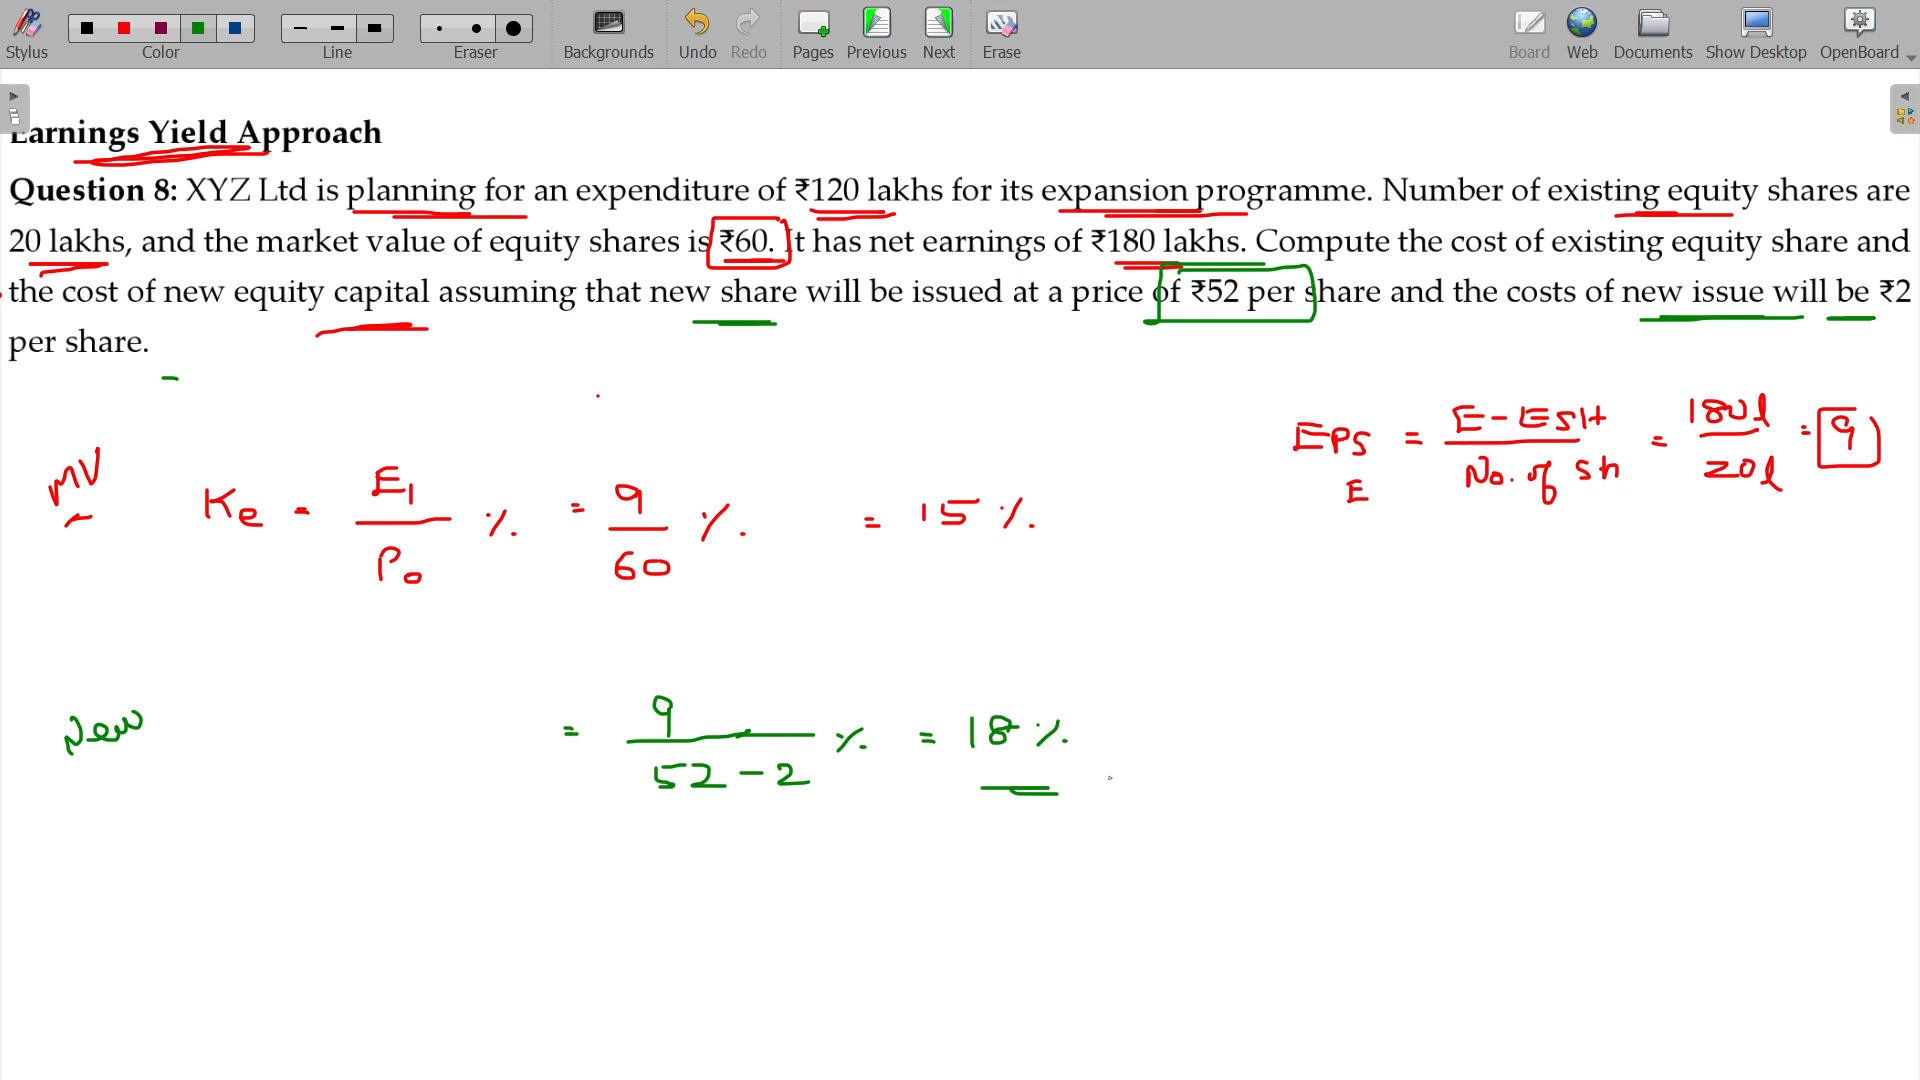 Stylus Color Line Eraser Backgrounds Undo Redo Pages Previous Next Erase Board Web Documents Show Desktop OpenBoard
Earnings Yield Approach
Question 8: XYZ Ltd is planning for an expenditure of ₹120 lakhs for its expansion programme. Number of existing equity shares are
20 lakhs, and the market value of equity shares is ₹60. It has net earnings of ₹180 lakhs. Compute the cost of existing equity share and
the cost of new equity capital assuming that new share will be issued at a price of ₹52 per share and the costs of new issue will be ₹2
per share.
EPS = E - ESH / No. of sh = 180l / 20l = 9
E
MV
Ke = E1 / P0 % = 9 / 60 % = 15 %
New = 9 / 52 - 2 % = 18 %